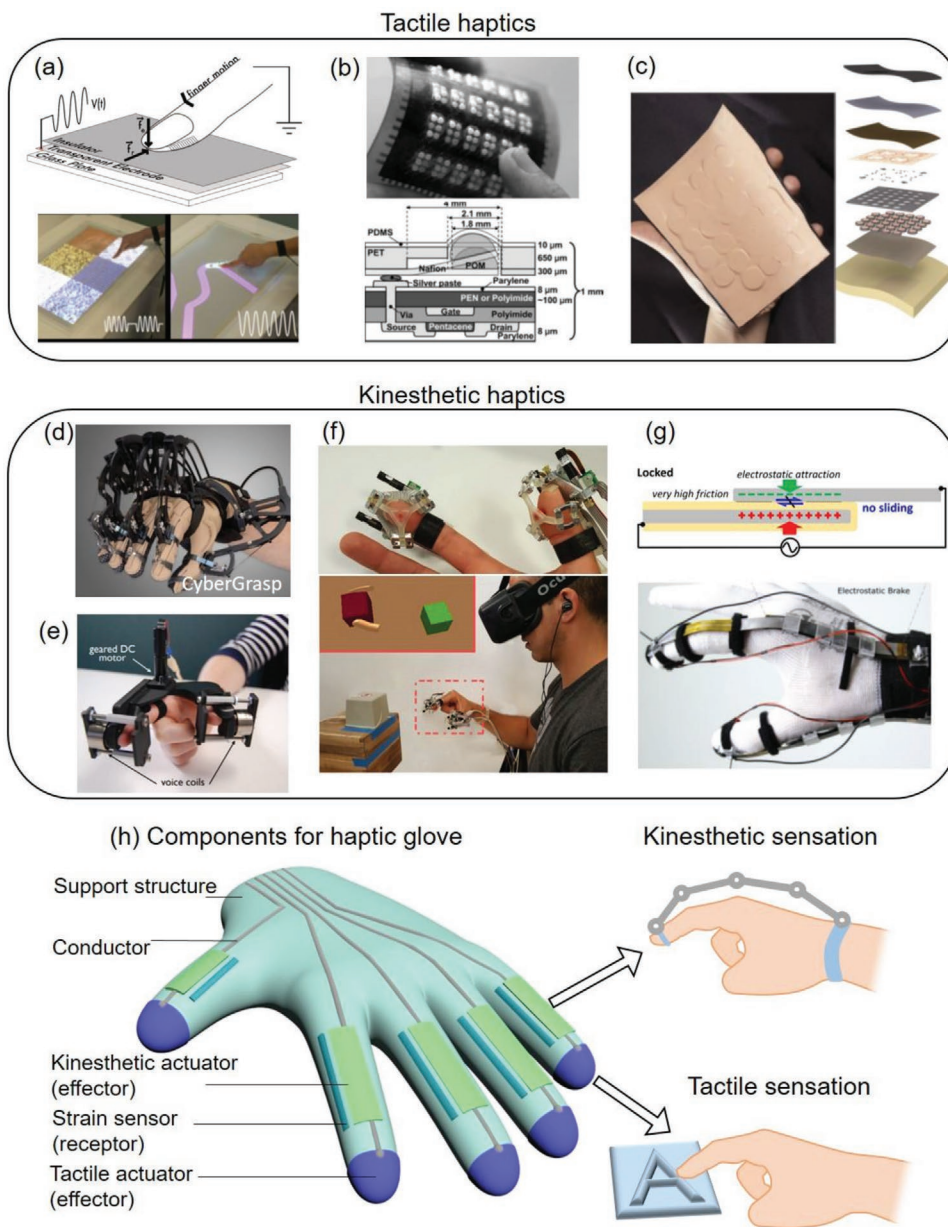 Tactile haptics
(a)
finger motion
V(t)
Insulator
Transparent Electrode
Glass Plate
(b)
4 mm
2.1 mm
1.8 mm
PDMS
PET
10 µm
650 µm
300 µm
Nafion
PDM
Silver paste
Parylene
8 µm
PEN or Polyimide
~100 µm
1 mm
Via
Gate
Polyimide
Source
Pentacene
Drain
8 µm
Parylene
(c)
Kinesthetic haptics
(d)
CyberGrasp
(e)
geared DC
motor
voice coils
(f)
Ocu
(g)
Locked
electrostatic attraction
very high friction
no sliding
Electrostatic Brake
(h) Components for haptic glove
Support structure
Conductor
Kinesthetic actuator
(effector)
Strain sensor
(receptor)
Tactile actuator
(effector)
Kinesthetic sensation
Tactile sensation
A